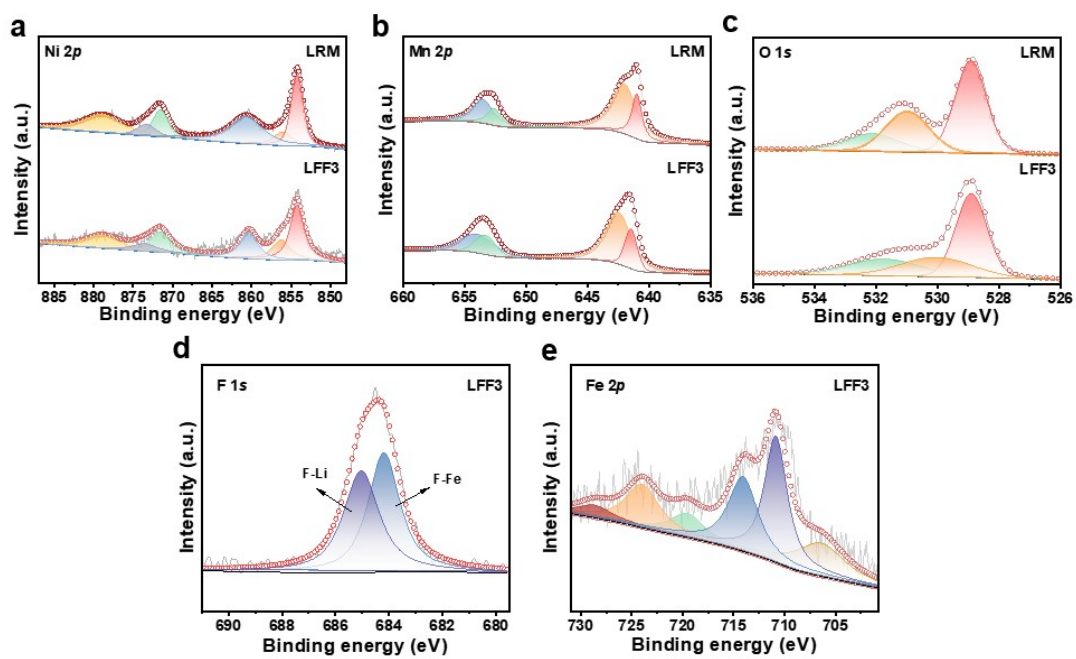 a
Ni 2p
LRM
LFF3
Intensity (a.u.)
885 880 875 870 865 860 855 850
Binding energy (eV)
b
Mn 2p
LRM
LFF3
Intensity (a.u.)
660 655 650 645 640 635
Binding energy (eV)
c
O 1s
LRM
LFF3
Intensity (a.u.)
536 534 532 530 528 526
Binding energy (eV)
d
F 1s
LFF3
F-Li
F-Fe
Intensity (a.u.)
690 688 686 684 682 680
Binding energy (eV)
e
Fe 2p
LFF3
Intensity (a.u.)
730 725 720 715 710 705
Binding energy (eV)